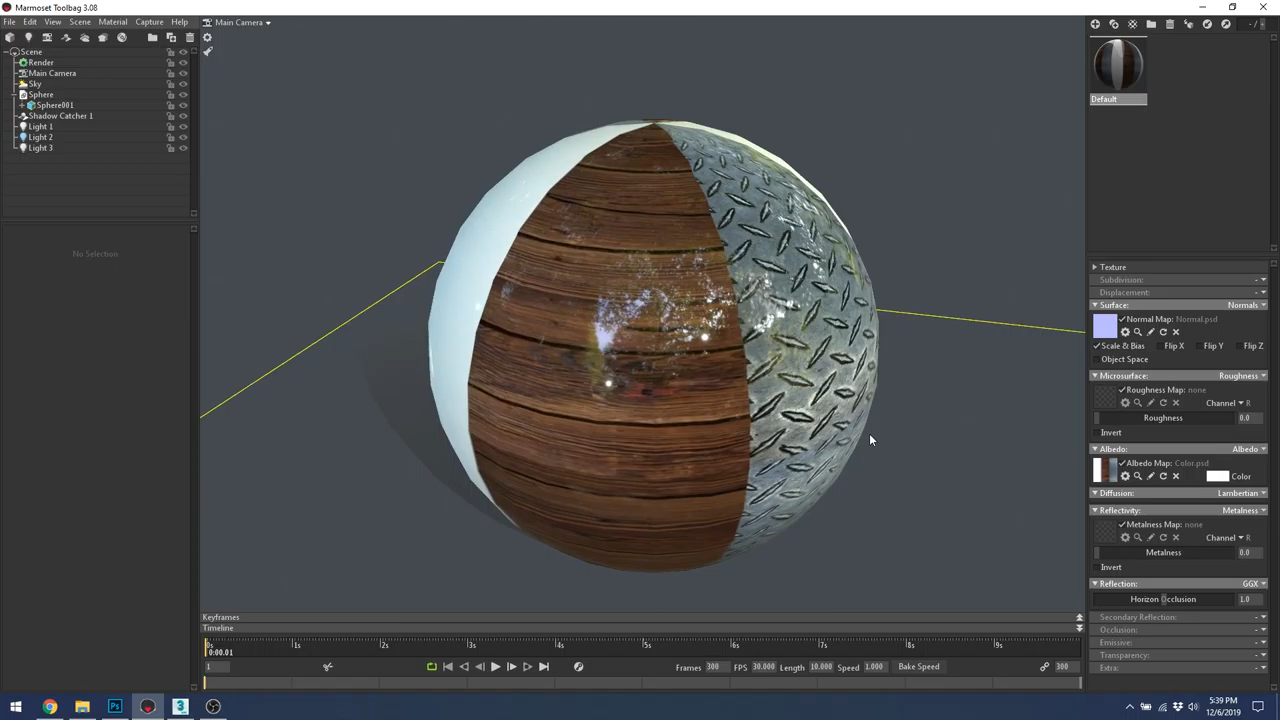 Marmoset Toolbag 3.08
File Edit View Scene Material Capture Help
Main Camera
- / +
Scene
Render
Main Camera
Sky
Sphere
Sphere001
Shadow Catcher 1
Light 1
Light 2
Light 3
No Selection
Default
Texture
Subdivision: -
Displacement: -
Surface: Normals
Normal Map: Normal.psd
Scale & Bias Flip X Flip Y Flip Z
Object Space
Microsurface: Roughness
Roughness Map: none
Channel R
Roughness 0.0
Invert
Albedo: Albedo
Albedo Map: Color.psd
Color
Diffusion: Lambertian
Reflectivity: Metalness
Metalness Map: none
Channel R
Metalness 0.0
Invert
Reflection: GGX
Horizon Occlusion 1.0
Secondary Reflection: -
Occlusion: -
Emissive: -
Transparency: -
Extra: -
Keyframes
Timeline
0s 1s 2s 3s 4s 5s 6s 7s 8s 9s
0:00.01
1 Frames 300 FPS 30.000 Length 10.000 Speed 1.000 Bake Speed 300
Ps
3
5:39 PM
12/6/2019